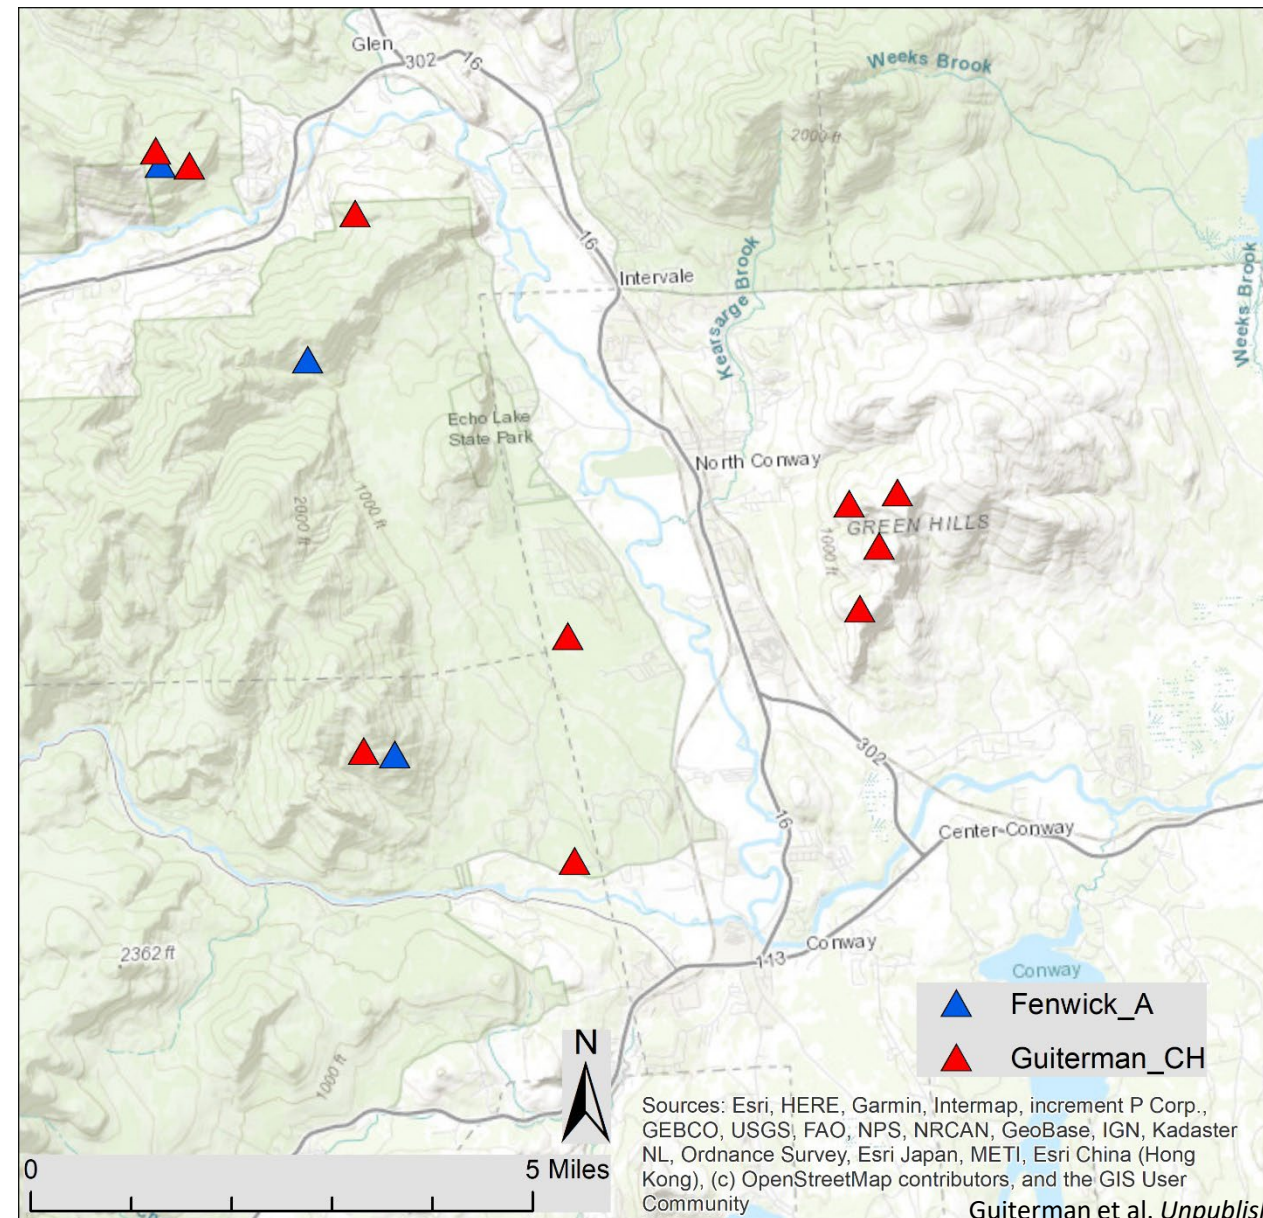 Glen
302
16
Weeks Brook
2000 ft
16
Intervale
Kearsarge Brook
Weeks Brook
Echo Lake
State Park
North Conway
2000 ft
1000 ft
GREEN HILLS
1000 ft
302
16
Center Conway
2362 ft
113
Conway
Conway
1000 ft
N
Fenwick_A
Guiterman_CH
0
5 Miles
Sources: Esri, HERE, Garmin, Intermap, increment P Corp.,
GEBCO, USGS, FAO, NPS, NRCAN, GeoBase, IGN, Kadaster
NL, Ordnance Survey, Esri Japan, METI, Esri China (Hong
Kong), (c) OpenStreetMap contributors, and the GIS User
Community
Guiterman et al. Unpublish